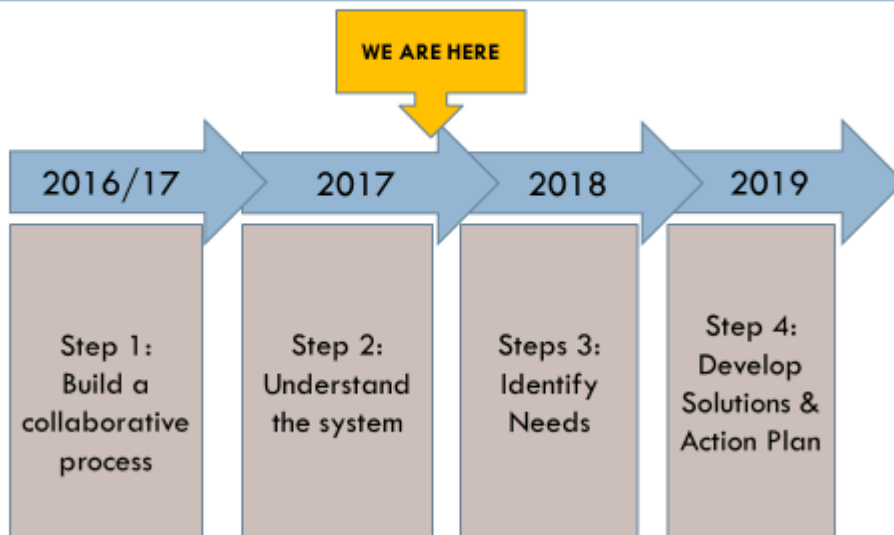 WE ARE HERE
2016/17
2017
2018
2019
Step 1:
Build a
collaborative
process
Step 2:
Understand
the system
Steps 3:
Identify
Needs
Step 4:
Develop
Solutions &
Action Plan